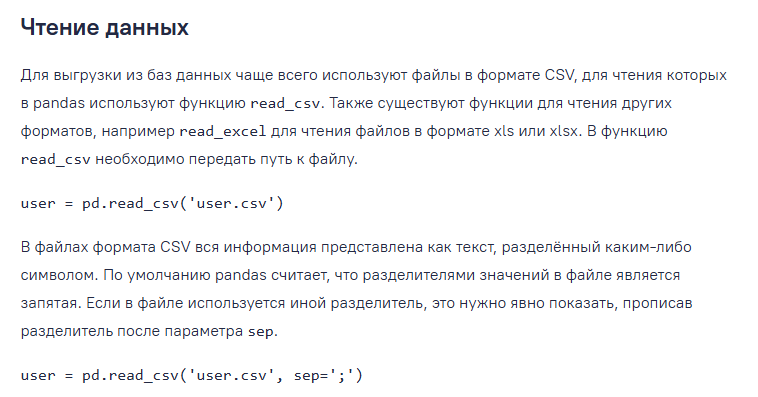 Чтение данных
Для выгрузки из баз данных чаще всего используют файлы в формате CSV, для чтения которых
в pandas используют функцию read_csv. Также существуют функции для чтения других
форматов, например read_excel для чтения файлов в формате xls или xlsx. В функцию
read_csv необходимо передать путь к файлу.
user = pd.read_csv('user.csv')
В файлах формата CSV вся информация представлена как текст, разделённый каким-либо
символом. По умолчанию pandas считает, что разделителями значений в файле является
запятая. Если в файле используется иной разделитель, это нужно явно показать, прописав
разделитель после параметра sep.
user = pd.read_csv('user.csv', sep=';')